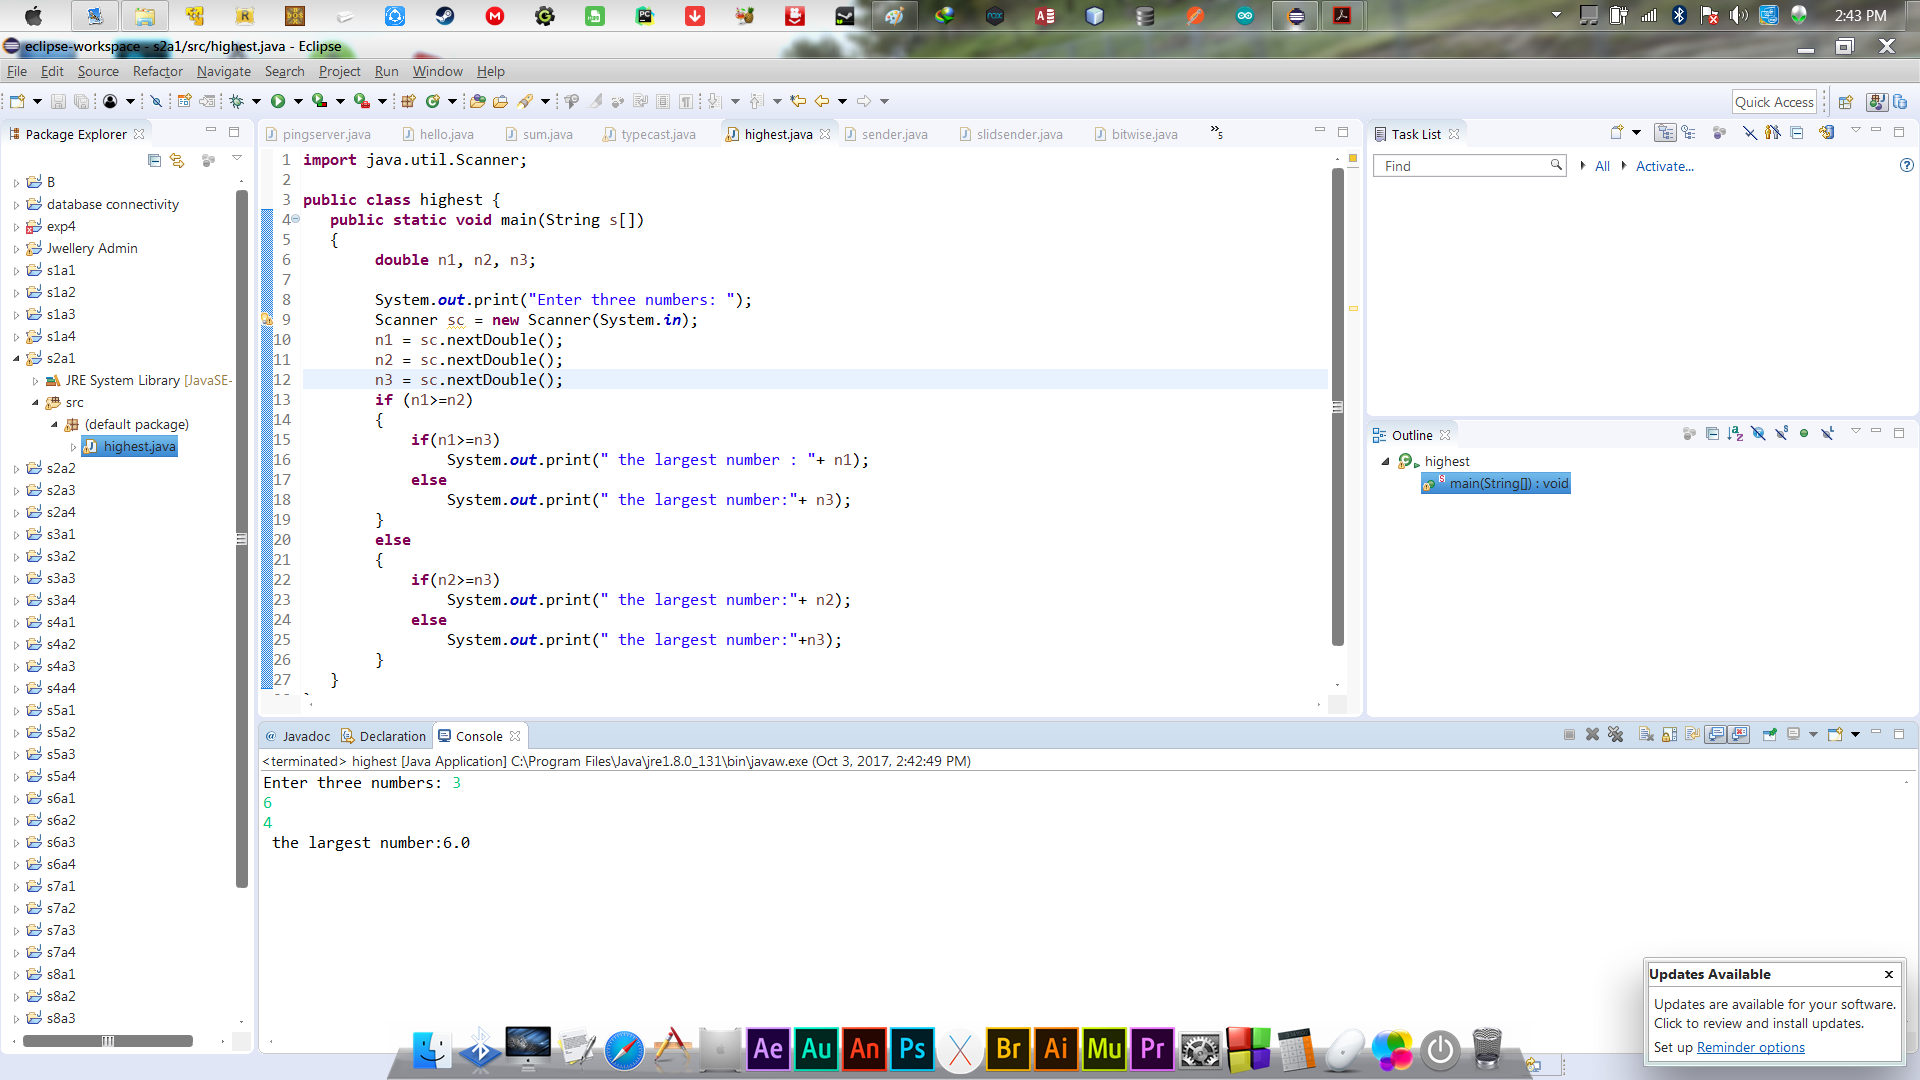 2:43 PM
eclipse-workspace - s2a1/src/highest.java - Eclipse
File Edit Source Refactor Navigate Search Project Run Window Help
Quick Access
Package Explorer
B
database connectivity
exp4
Jwellery Admin
s1a1
s1a2
s1a3
s1a4
s2a1
JRE System Library [JavaSE-
src
(default package)
highest.java
s2a2
s2a3
s2a4
s3a1
s3a2
s3a3
s3a4
s4a1
s4a2
s4a3
s4a4
s5a1
s5a2
s5a3
s5a4
s6a1
s6a2
s6a3
s6a4
s7a1
s7a2
s7a3
s7a4
s8a1
s8a2
s8a3
pingserver.java hello.java sum.java typecast.java highest.java sender.java slidsender.java bitwise.java »5
1 import java.util.Scanner;
2
3 public class highest {
4 public static void main(String s[])
5 {
6 double n1, n2, n3;
7
8 System.out.print("Enter three numbers: ");
9 Scanner sc = new Scanner(System.in);
10 n1 = sc.nextDouble();
11 n2 = sc.nextDouble();
12 n3 = sc.nextDouble();
13 if (n1>=n2)
14 {
15 if(n1>=n3)
16 System.out.print(" the largest number : "+ n1);
17 else
18 System.out.print(" the largest number:"+ n3);
19 }
20 else
21 {
22 if(n2>=n3)
23 System.out.print(" the largest number:"+ n2);
24 else
25 System.out.print(" the largest number:"+n3);
26 }
27 }
Task List
Find All Activate...
Outline
highest
main(String[]) : void
@ Javadoc Declaration Console
<terminated> highest [Java Application] C:\Program Files\Java\jre1.8.0_131\bin\javaw.exe (Oct 3, 2017, 2:42:49 PM)
Enter three numbers: 3
6
4
the largest number:6.0
Updates Available
Updates are available for your software.
Click to review and install updates.
Set up Reminder options
Ae Au An Ps X Br Ai Mu Pr